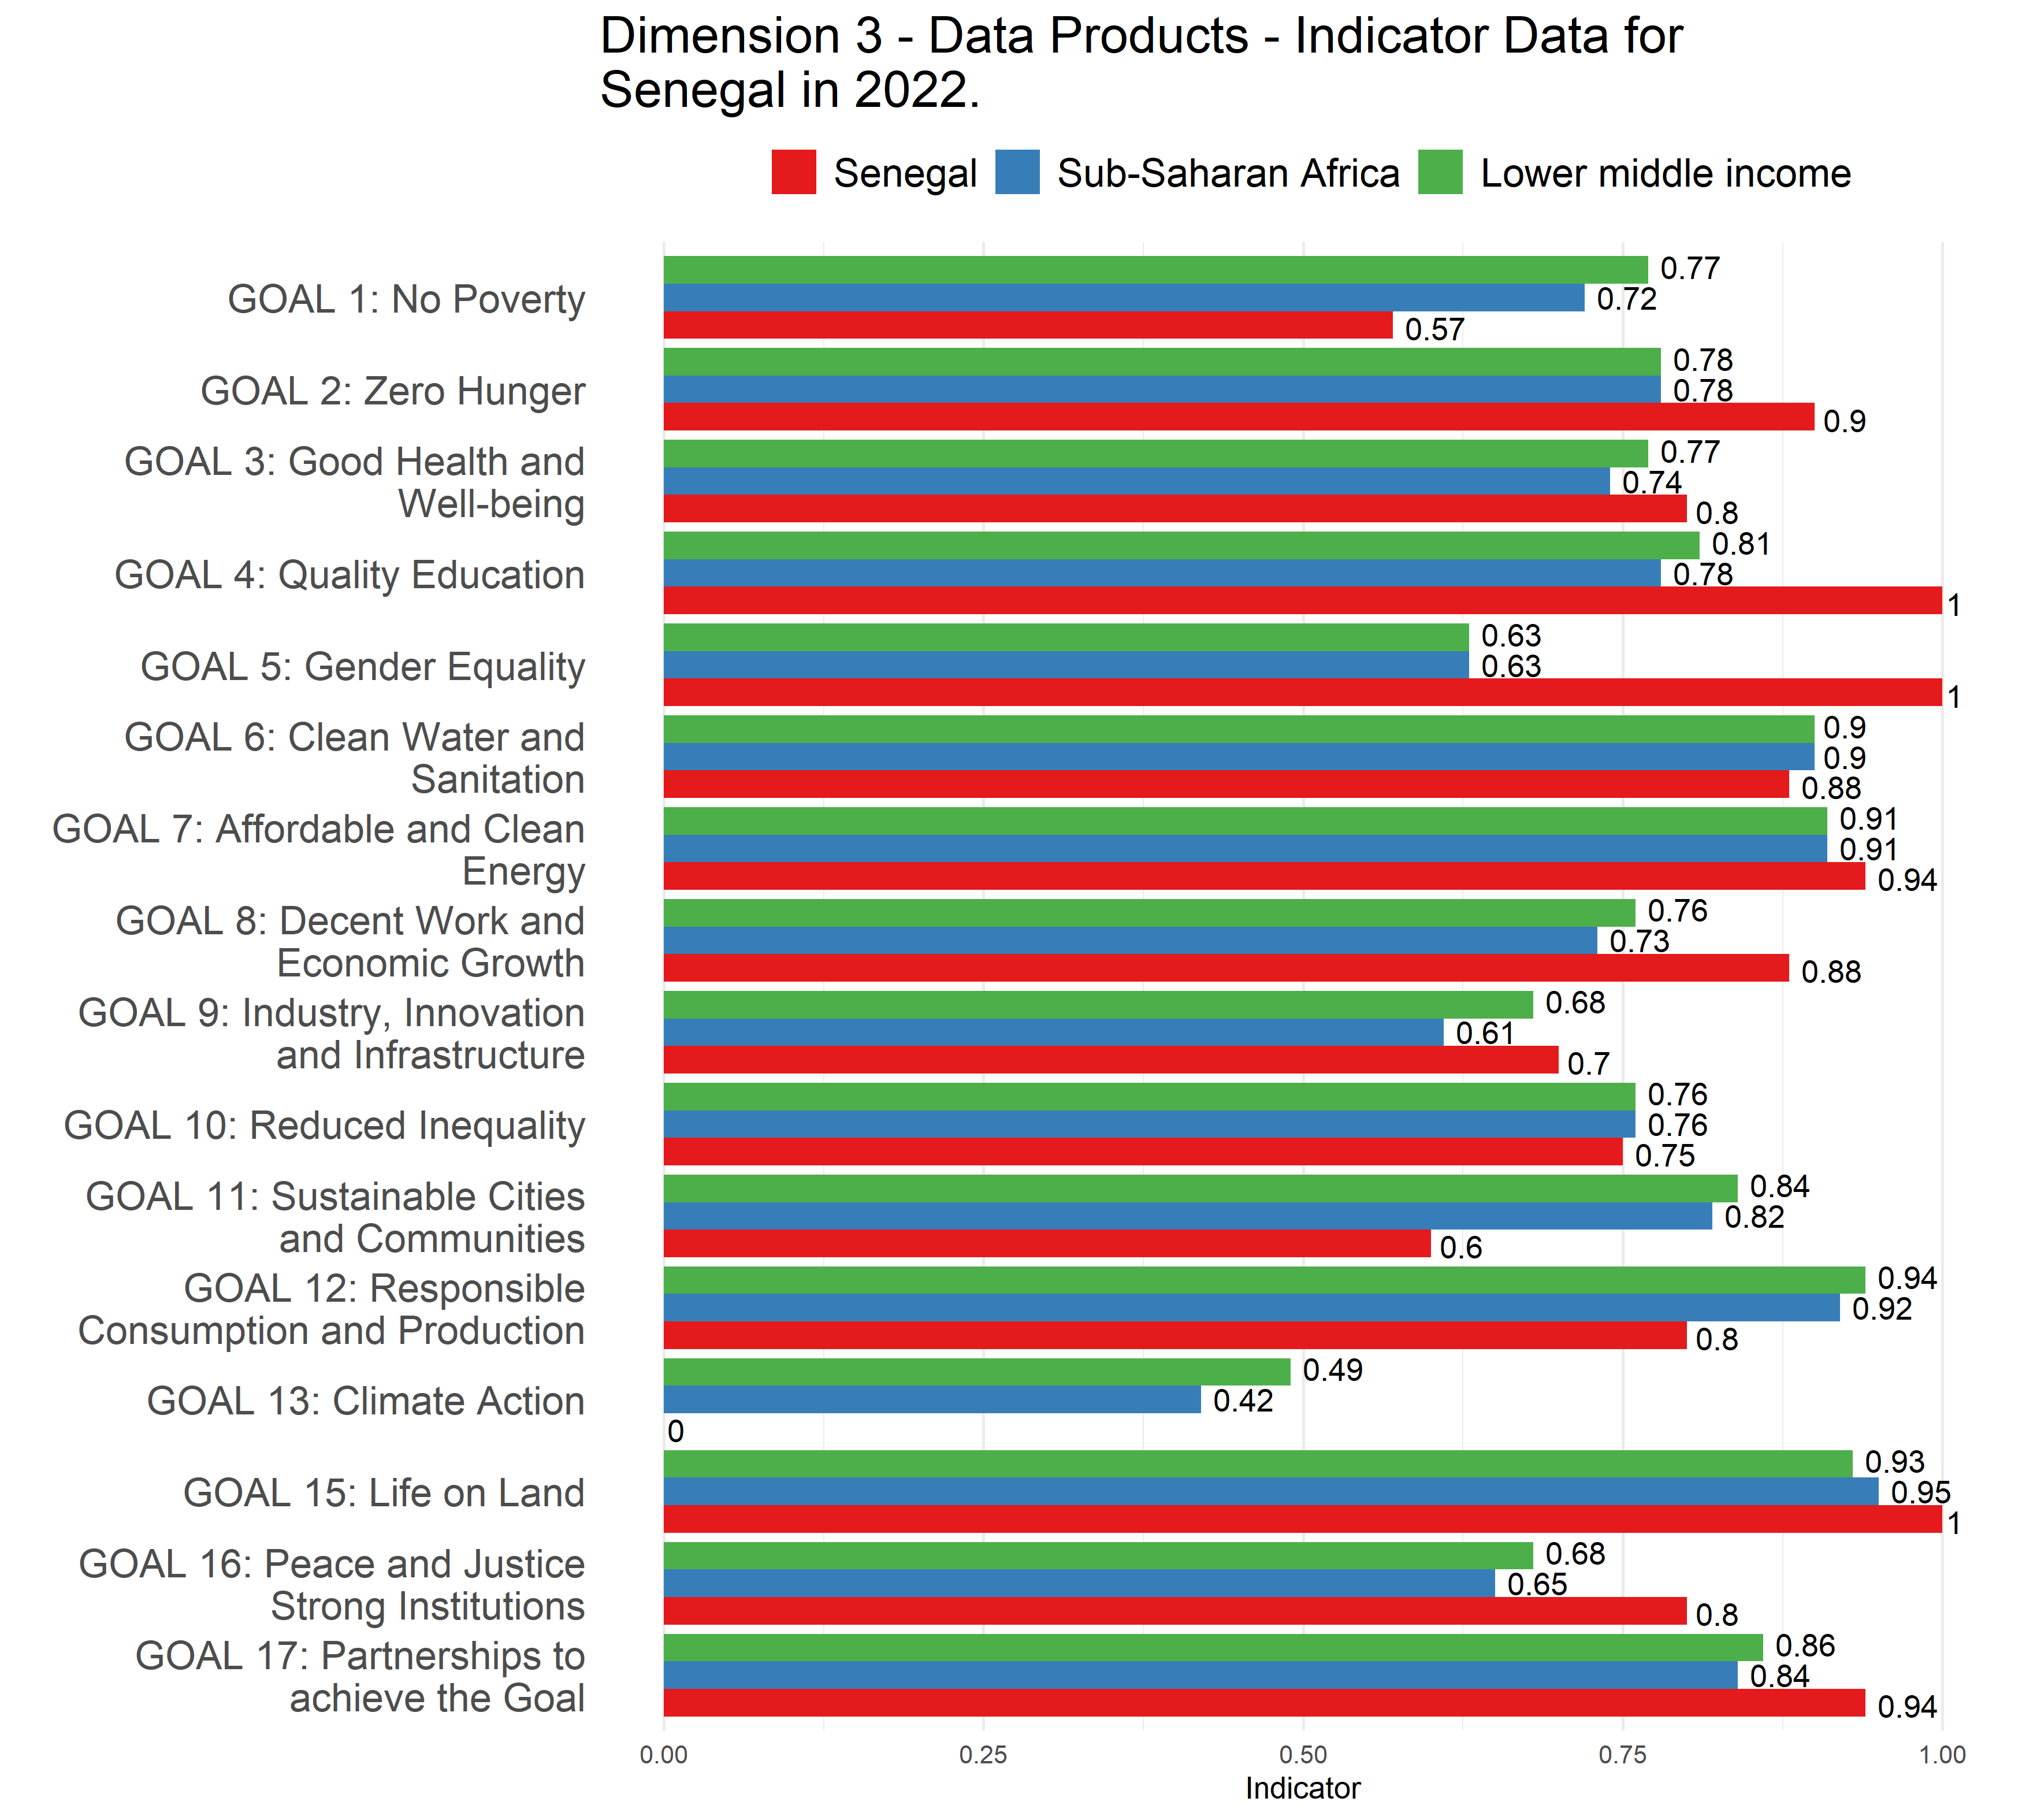 Dimension 3 - Data Products - Indicator Data for
Senegal in 2022.
Senegal Sub-Saharan Africa Lower middle income
GOAL 1: No Poverty
0.77
0.72
0.57
GOAL 2: Zero Hunger
0.78
0.78
0.9
GOAL 3: Good Health and
Well-being
0.77
0.74
0.8
GOAL 4: Quality Education
0.81
0.78
1
GOAL 5: Gender Equality
0.63
0.63
1
GOAL 6: Clean Water and
Sanitation
0.9
0.9
0.88
GOAL 7: Affordable and Clean
Energy
0.91
0.91
0.94
GOAL 8: Decent Work and
Economic Growth
0.76
0.73
0.88
GOAL 9: Industry, Innovation
and Infrastructure
0.68
0.61
0.7
GOAL 10: Reduced Inequality
0.76
0.76
0.75
GOAL 11: Sustainable Cities
and Communities
0.84
0.82
0.6
GOAL 12: Responsible
Consumption and Production
0.94
0.92
0.8
GOAL 13: Climate Action
0.49
0.42
0
GOAL 15: Life on Land
0.93
0.95
1
GOAL 16: Peace and Justice
Strong Institutions
0.68
0.65
0.8
GOAL 17: Partnerships to
achieve the Goal
0.86
0.84
0.94
0.00 0.25 0.50 0.75 1.00
Indicator